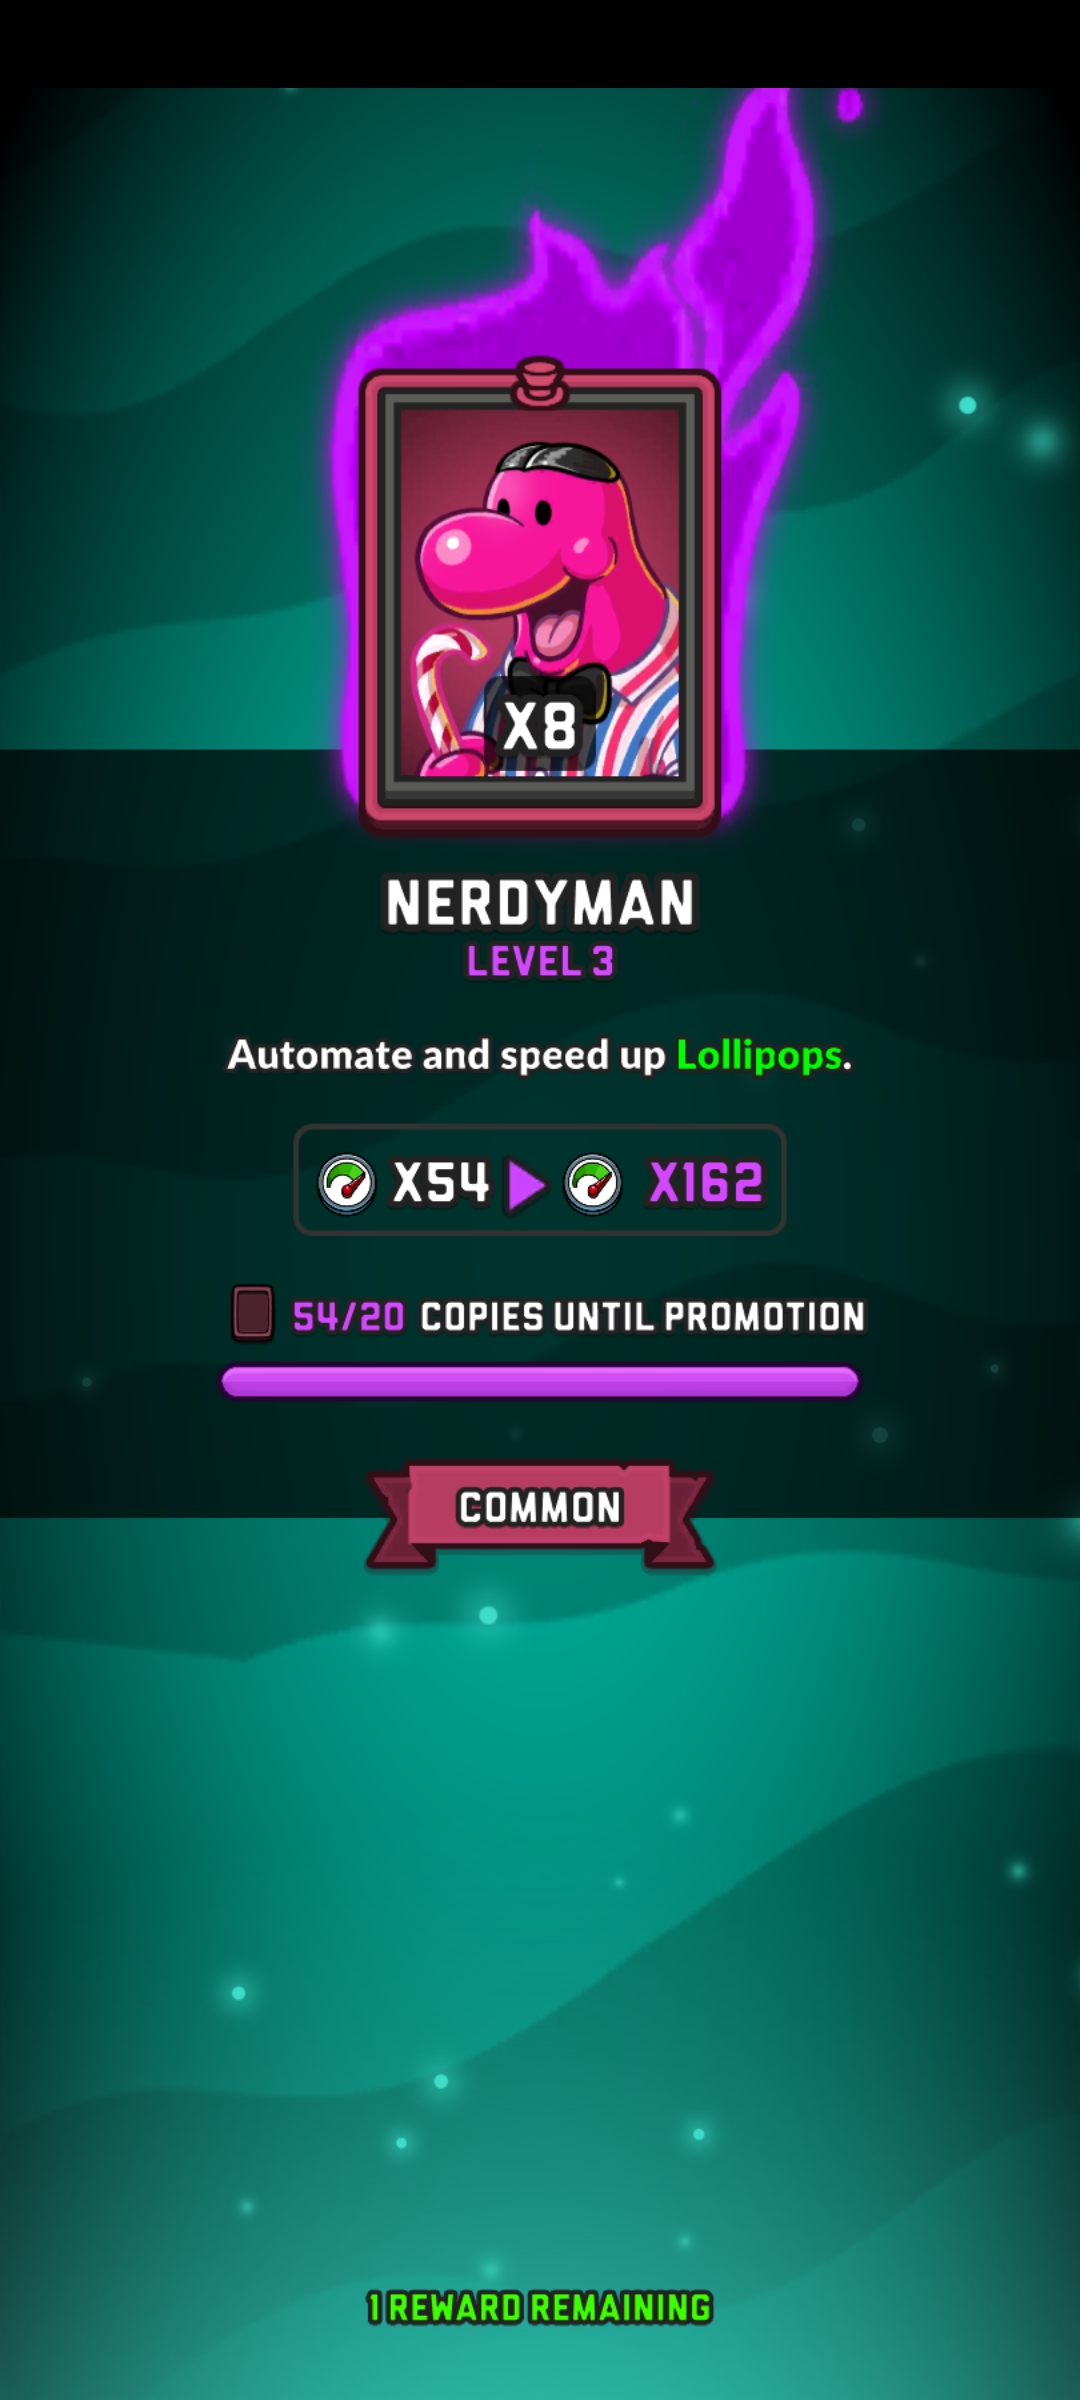 X8
NERDYMAN
LEVEL 3
Automate and speed up Lollipops.
X54 X162
54/20 COPIES UNTIL PROMOTION
COMMON
1 REWARD REMAINING